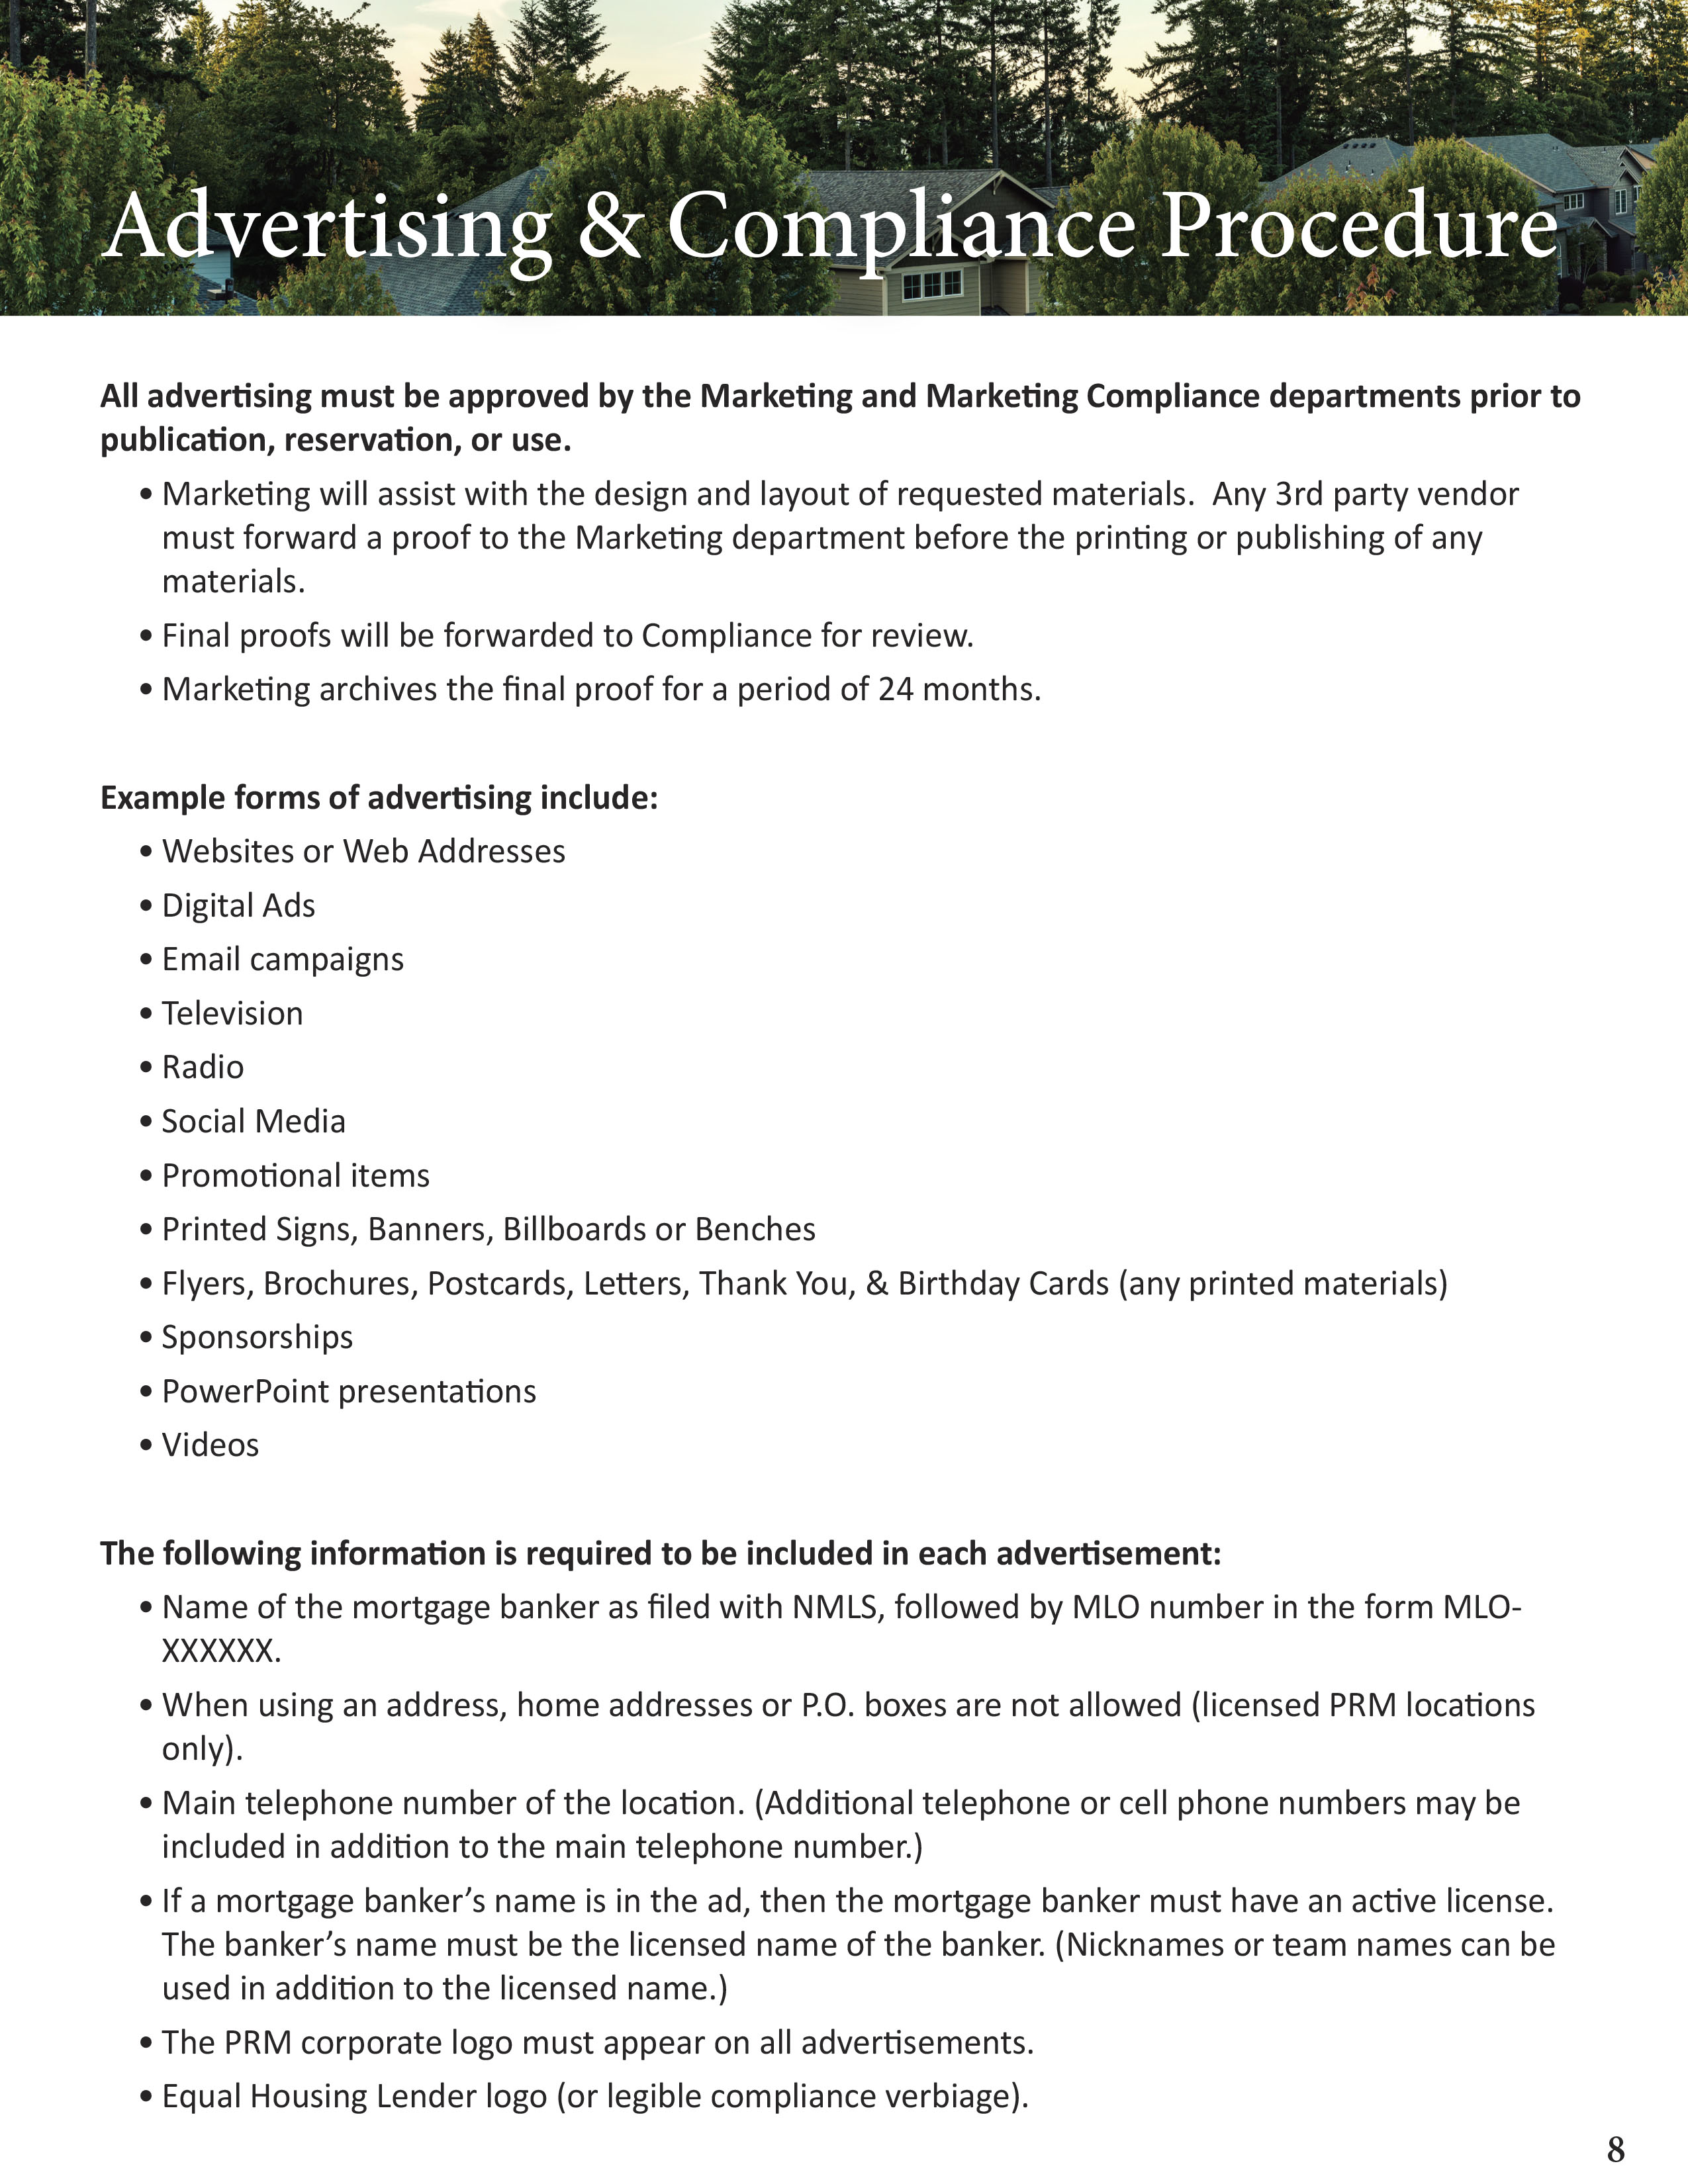 Advertising & Compliance Procedure
All advertising must be approved by the Marketing and Marketing Compliance departments prior to
publication, reservation, or use.
• Marketing will assist with the design and layout of requested materials.  Any 3rd party vendor
must forward a proof to the Marketing department before the printing or publishing of any
materials.
• Final proofs will be forwarded to Compliance for review.
• Marketing archives the final proof for a period of 24 months.
Example forms of advertising include:
• Websites or Web Addresses
• Digital Ads
• Email campaigns
• Television
• Radio
• Social Media
• Promotional items
• Printed Signs, Banners, Billboards or Benches
• Flyers, Brochures, Postcards, Letters, Thank You, & Birthday Cards (any printed materials)
• Sponsorships
• PowerPoint presentations
• Videos
The following information is required to be included in each advertisement:
• Name of the mortgage banker as filed with NMLS, followed by MLO number in the form MLO-
XXXXXX.
• When using an address, home addresses or P.O. boxes are not allowed (licensed PRM locations
only).
• Main telephone number of the location. (Additional telephone or cell phone numbers may be
included in addition to the main telephone number.)
• If a mortgage banker’s name is in the ad, then the mortgage banker must have an active license.
The banker’s name must be the licensed name of the banker. (Nicknames or team names can be
used in addition to the licensed name.)
• The PRM corporate logo must appear on all advertisements.
• Equal Housing Lender logo (or legible compliance verbiage).
8